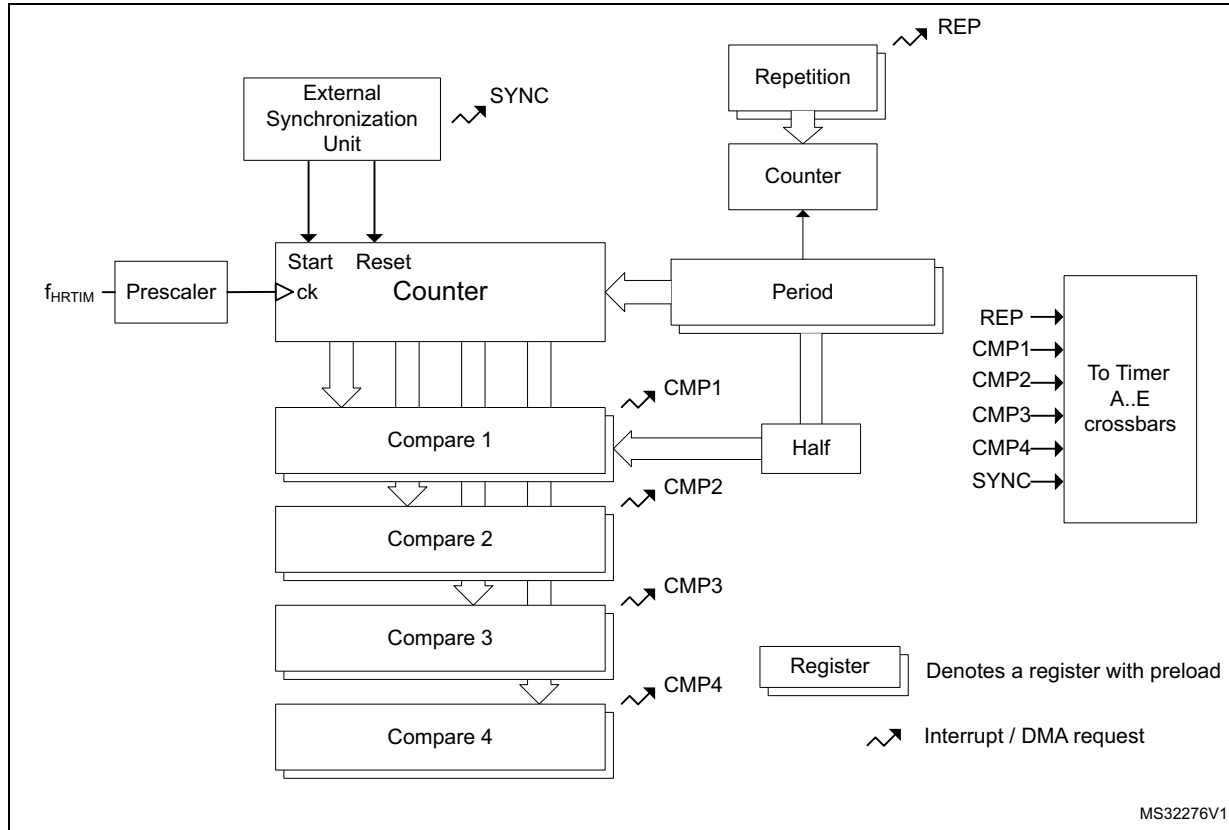 REP
Repetition
External
Synchronization
Unit
SYNC
Counter
Start Reset
fHRTIM
Prescaler
ck
Counter
Period
REP
CMP1
CMP2
CMP3
CMP4
SYNC
To Timer
A..E
crossbars
CMP1
Compare 1
Half
CMP2
Compare 2
CMP3
Compare 3
CMP4
Compare 4
Register
Denotes a register with preload
Interrupt / DMA request
MS32276V1